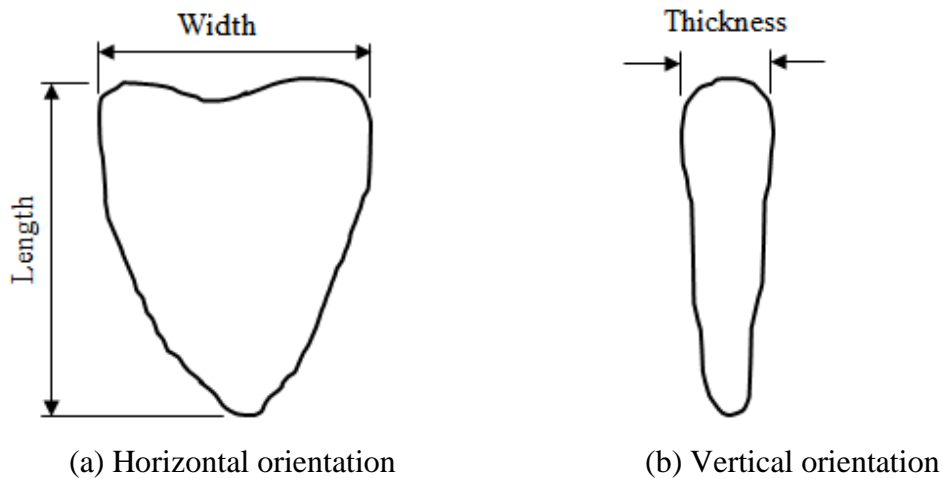 Width
Thickness
Length
(a) Horizontal orientation
(b) Vertical orientation